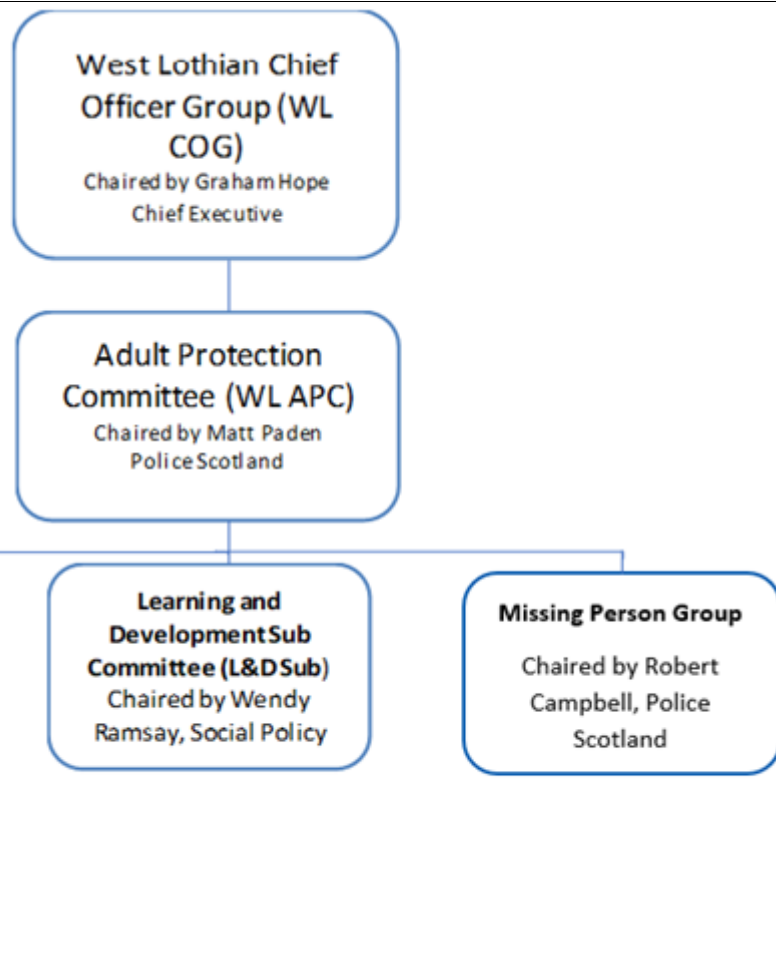 West Lothian Chief
Officer Group (WL
COG)
Chaired by Graham Hope
Chief Executive
Adult Protection
Committee (WL APC)
Chaired by Matt Paden
Police Scotland
Learning and
Development Sub
Committee (L&D Sub)
Chaired by Wendy
Ramsay, Social Policy
Missing Person Group
Chaired by Robert
Campbell, Police
Scotland